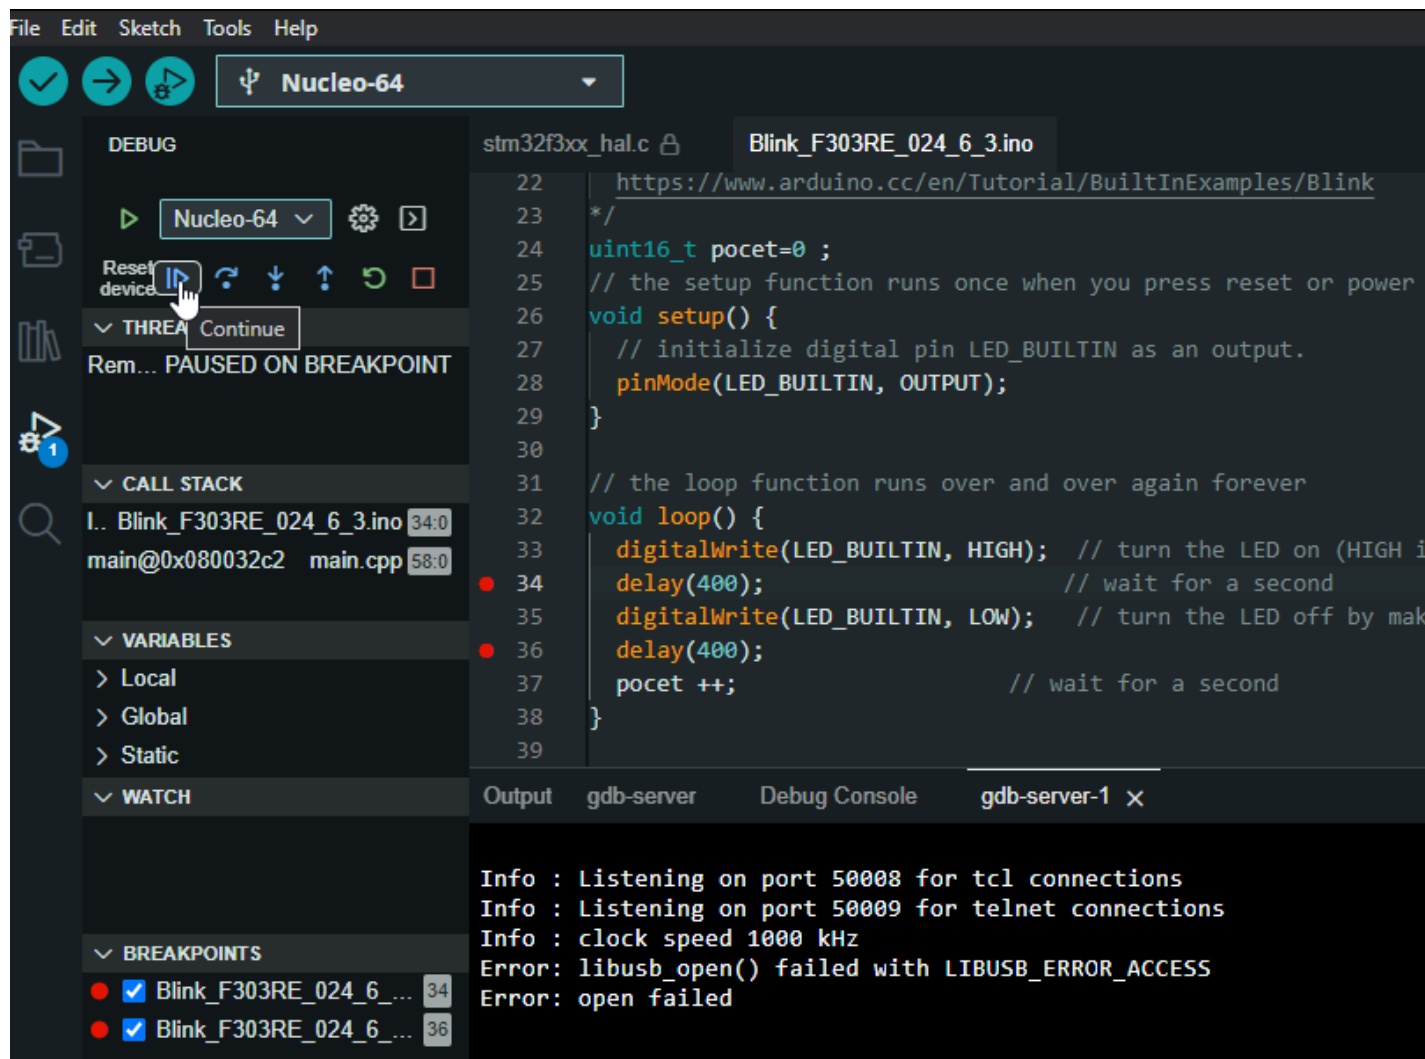 File Edit Sketch Tools Help
Nucleo-64
DEBUG
Nucleo-64
Reset
device
Continue
THREA
Rem... PAUSED ON BREAKPOINT
1
CALL STACK
l.. Blink_F303RE_024_6_3.ino 34:0
main@0x080032c2 main.cpp 58:0
VARIABLES
Local
Global
Static
WATCH
BREAKPOINTS
Blink_F303RE_024_6_... 34
Blink_F303RE_024_6_... 36
stm32f3xx_hal.c Blink_F303RE_024_6_3.ino
22 https://www.arduino.cc/en/Tutorial/BuiltInExamples/Blink
23 */
24 uint16_t pocet=0 ;
25 // the setup function runs once when you press reset or power
26 void setup() {
27 // initialize digital pin LED_BUILTIN as an output.
28 pinMode(LED_BUILTIN, OUTPUT);
29 }
30
31 // the loop function runs over and over again forever
32 void loop() {
33 digitalWrite(LED_BUILTIN, HIGH); // turn the LED on (HIGH i
34 delay(400); // wait for a second
35 digitalWrite(LED_BUILTIN, LOW); // turn the LED off by mak
36 delay(400);
37 pocet ++; // wait for a second
38 }
39
Output gdb-server Debug Console gdb-server-1
Info : Listening on port 50008 for tcl connections
Info : Listening on port 50009 for telnet connections
Info : clock speed 1000 kHz
Error: libusb_open() failed with LIBUSB_ERROR_ACCESS
Error: open failed